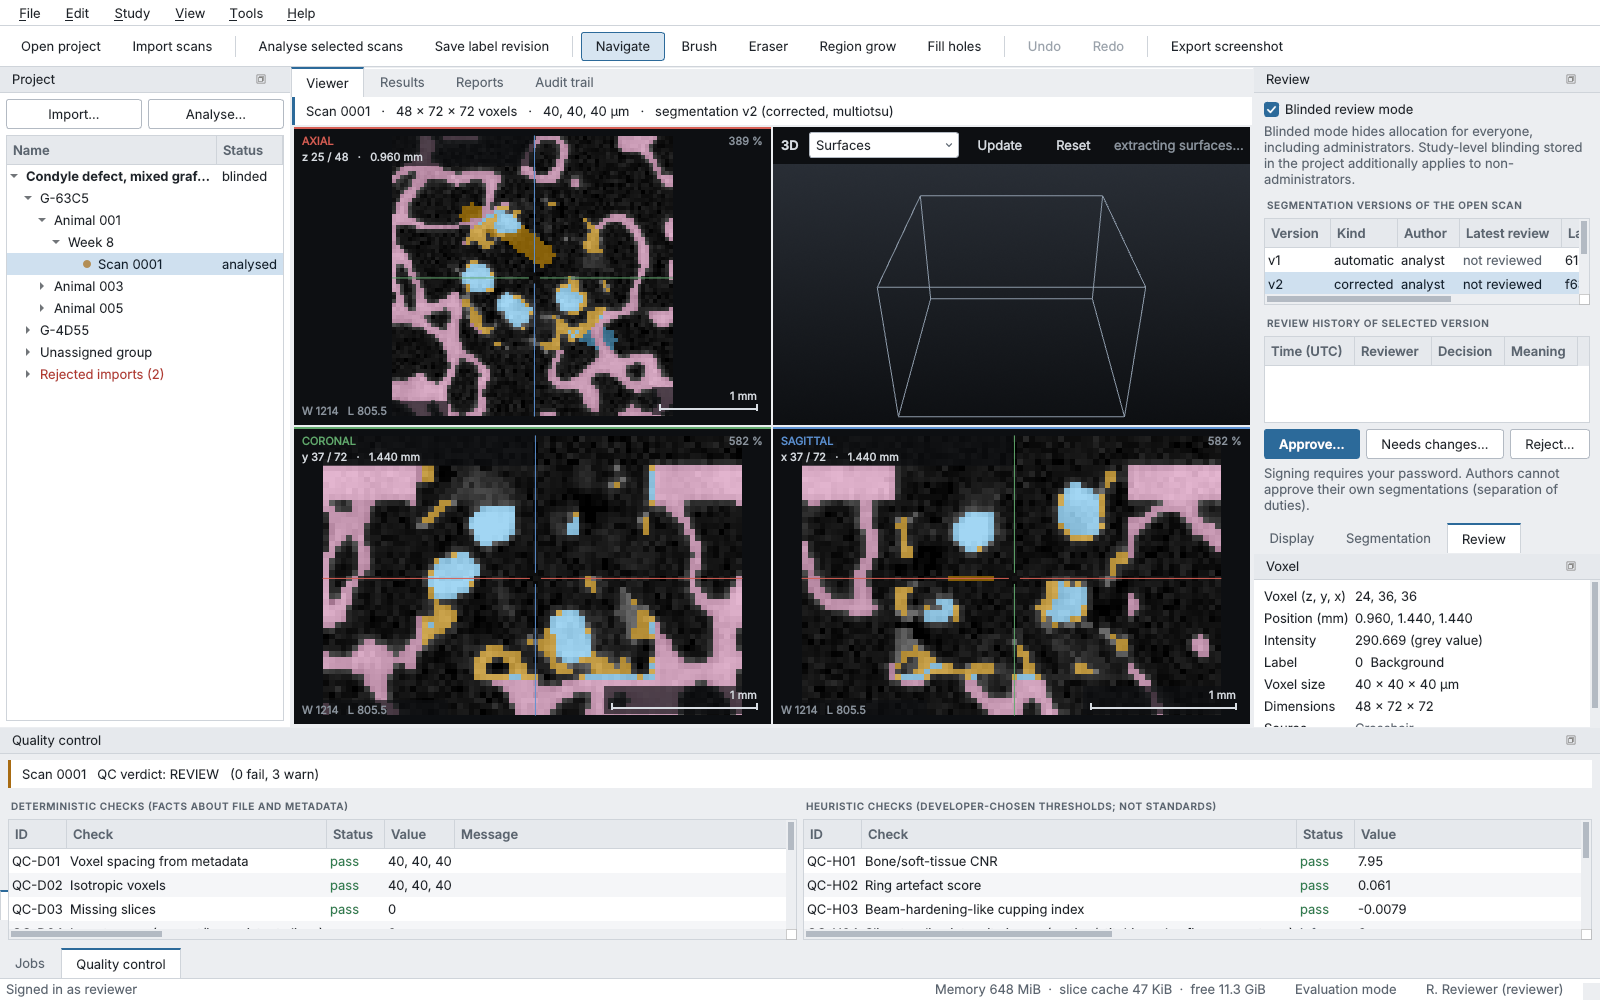 File Edit Study View Tools Help
Open project Import scans Analyse selected scans Save label revision Navigate Brush Eraser Region grow Fill holes Undo Redo Export screenshot
Project
Import... Analyse...
Name Status
Condyle defect, mixed graf... blinded
G-63C5
Animal 001
Week 8
Scan 0001 analysed
Animal 003
Animal 005
G-4D55
Unassigned group
Rejected imports (2)
Viewer Results Reports Audit trail
Scan 0001 · 48 × 72 × 72 voxels · 40, 40, 40 µm · segmentation v2 (corrected, multiotsu)
AXIAL 389 %
z 25 / 48 · 0.960 mm
1 mm
W 1214 L 805.5
3D Surfaces Update Reset extracting surfaces...
CORONAL 582 %
y 37 / 72 · 1.440 mm
1 mm
W 1214 L 805.5
SAGITTAL 582 %
x 37 / 72 · 1.440 mm
1 mm
W 1214 L 805.5
Review
Blinded review mode
Blinded mode hides allocation for everyone,
including administrators. Study-level blinding stored
in the project additionally applies to non-
administrators.
SEGMENTATION VERSIONS OF THE OPEN SCAN
Version Kind Author Latest review La
v1 automatic analyst not reviewed 61
v2 corrected analyst not reviewed f6
REVIEW HISTORY OF SELECTED VERSION
Time (UTC) Reviewer Decision Meaning
Approve... Needs changes... Reject...
Signing requires your password. Authors cannot
approve their own segmentations (separation of
duties).
Display Segmentation Review
Voxel
Voxel (z, y, x) 24, 36, 36
Position (mm) 0.960, 1.440, 1.440
Intensity 290.669 (grey value)
Label 0 Background
Voxel size 40 × 40 × 40 µm
Dimensions 48 × 72 × 72
Quality control
Scan 0001 QC verdict: REVIEW (0 fail, 3 warn)
DETERMINISTIC CHECKS (FACTS ABOUT FILE AND METADATA)
ID Check Status Value Message
QC-D01 Voxel spacing from metadata pass 40, 40, 40
QC-D02 Isotropic voxels pass 40, 40, 40
QC-D03 Missing slices pass 0
HEURISTIC CHECKS (DEVELOPER-CHOSEN THRESHOLDS; NOT STANDARDS)
ID Check Status Value
QC-H01 Bone/soft-tissue CNR pass 7.95
QC-H02 Ring artefact score pass 0.061
QC-H03 Beam-hardening-like cupping index pass -0.0079
Jobs Quality control
Signed in as reviewer Memory 648 MiB · slice cache 47 KiB · free 11.3 GiB Evaluation mode R. Reviewer (reviewer)